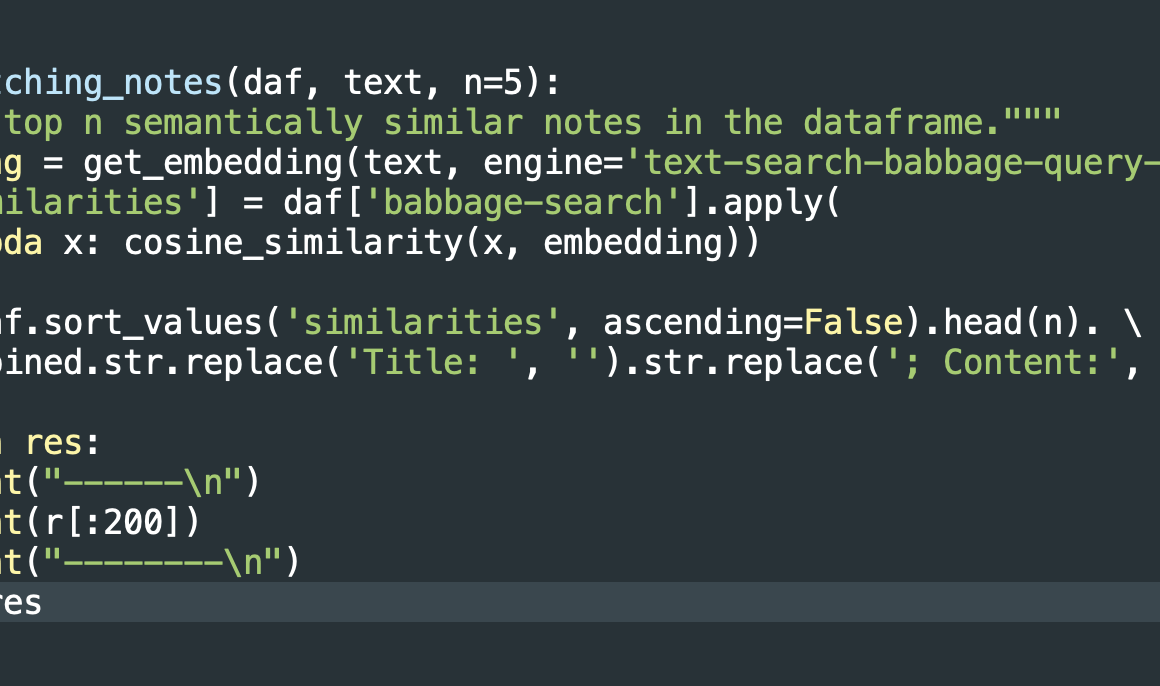 ching_notes(daf, text, n=5):
top n semantically similar notes in the dataframe."""
ng = get_embedding(text, engine='text-search-babbage-query-
milarities'] = daf['babbage-search'].apply(
bda x: cosine_similarity(x, embedding))
af.sort_values('similarities', ascending=False).head(n). \
bined.str.replace('Title: ', '').str.replace('; Content:',
n res:
nt("------\n")
nt(r[:200])
nt("--------\n")
res